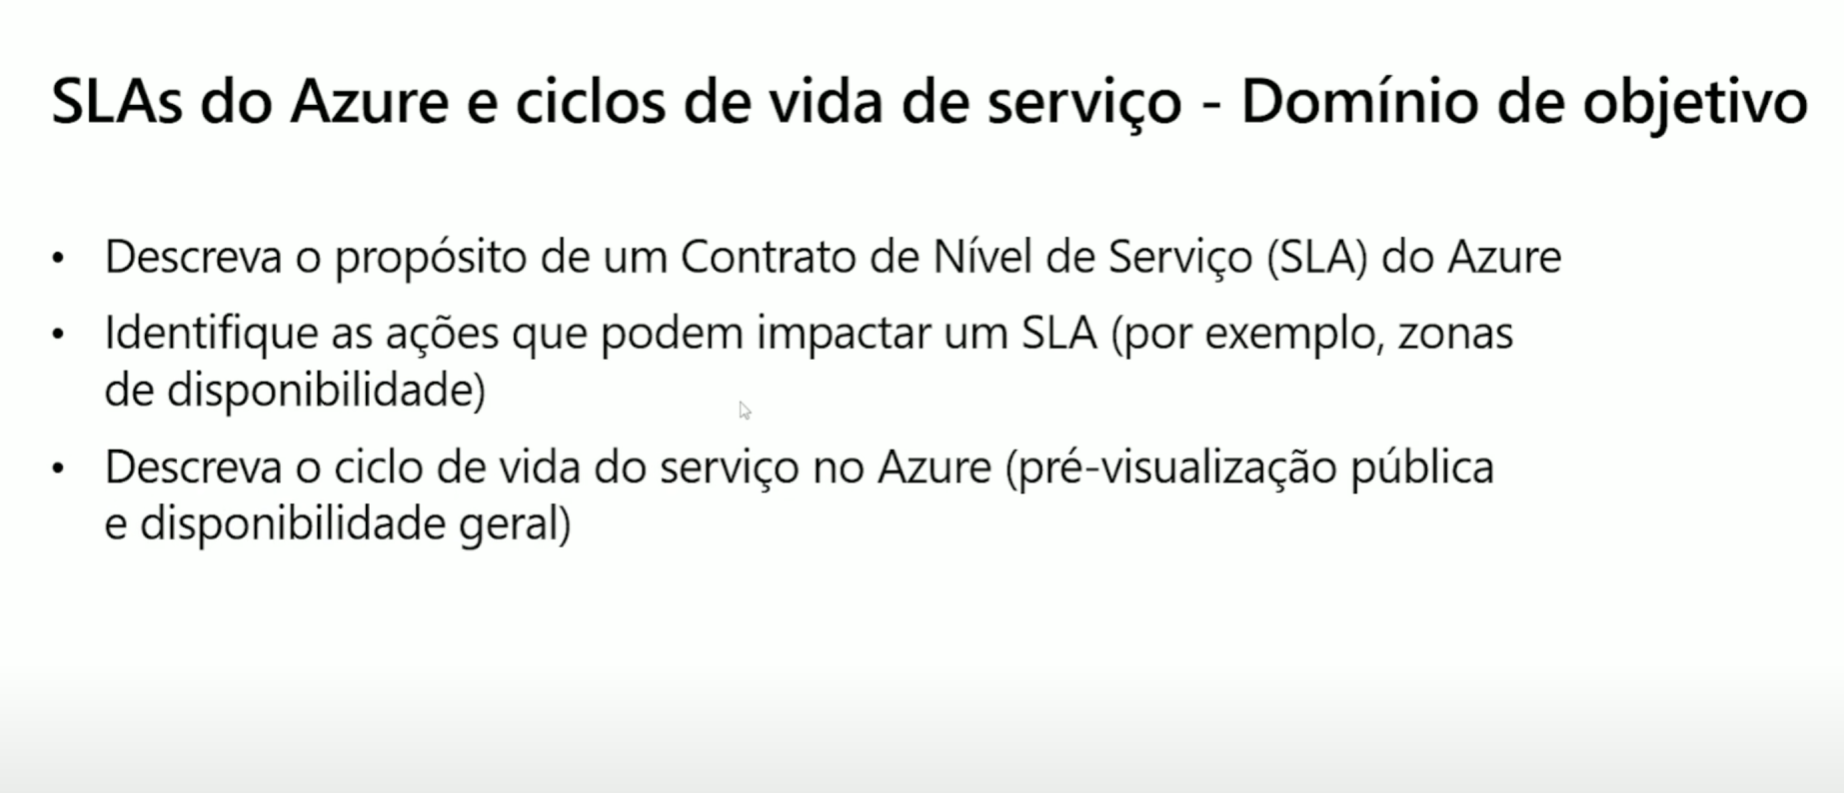 SLAs do Azure e ciclos de vida de serviço - Domínio de objetivo
• Descreva o propósito de um Contrato de Nível de Serviço (SLA) do Azure
• Identifique as ações que podem impactar um SLA (por exemplo, zonas
de disponibilidade)
• Descreva o ciclo de vida do serviço no Azure (pré-visualização pública
e disponibilidade geral)